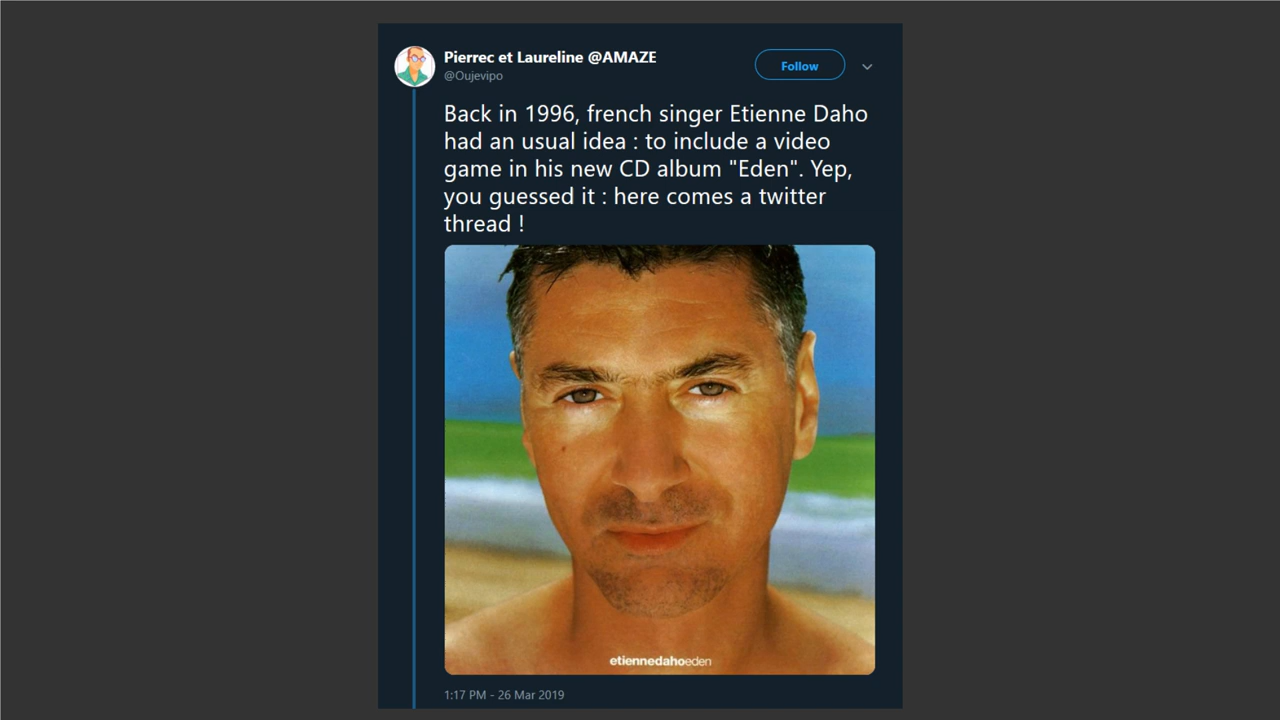 Pierrec et Laureline @AMAZE
@Oujevipo
Follow
Back in 1996, french singer Etienne Daho
had an usual idea : to include a video
game in his new CD album "Eden". Yep,
you guessed it : here comes a twitter
thread !
etiennedahoeden
1:17 PM - 26 Mar 2019